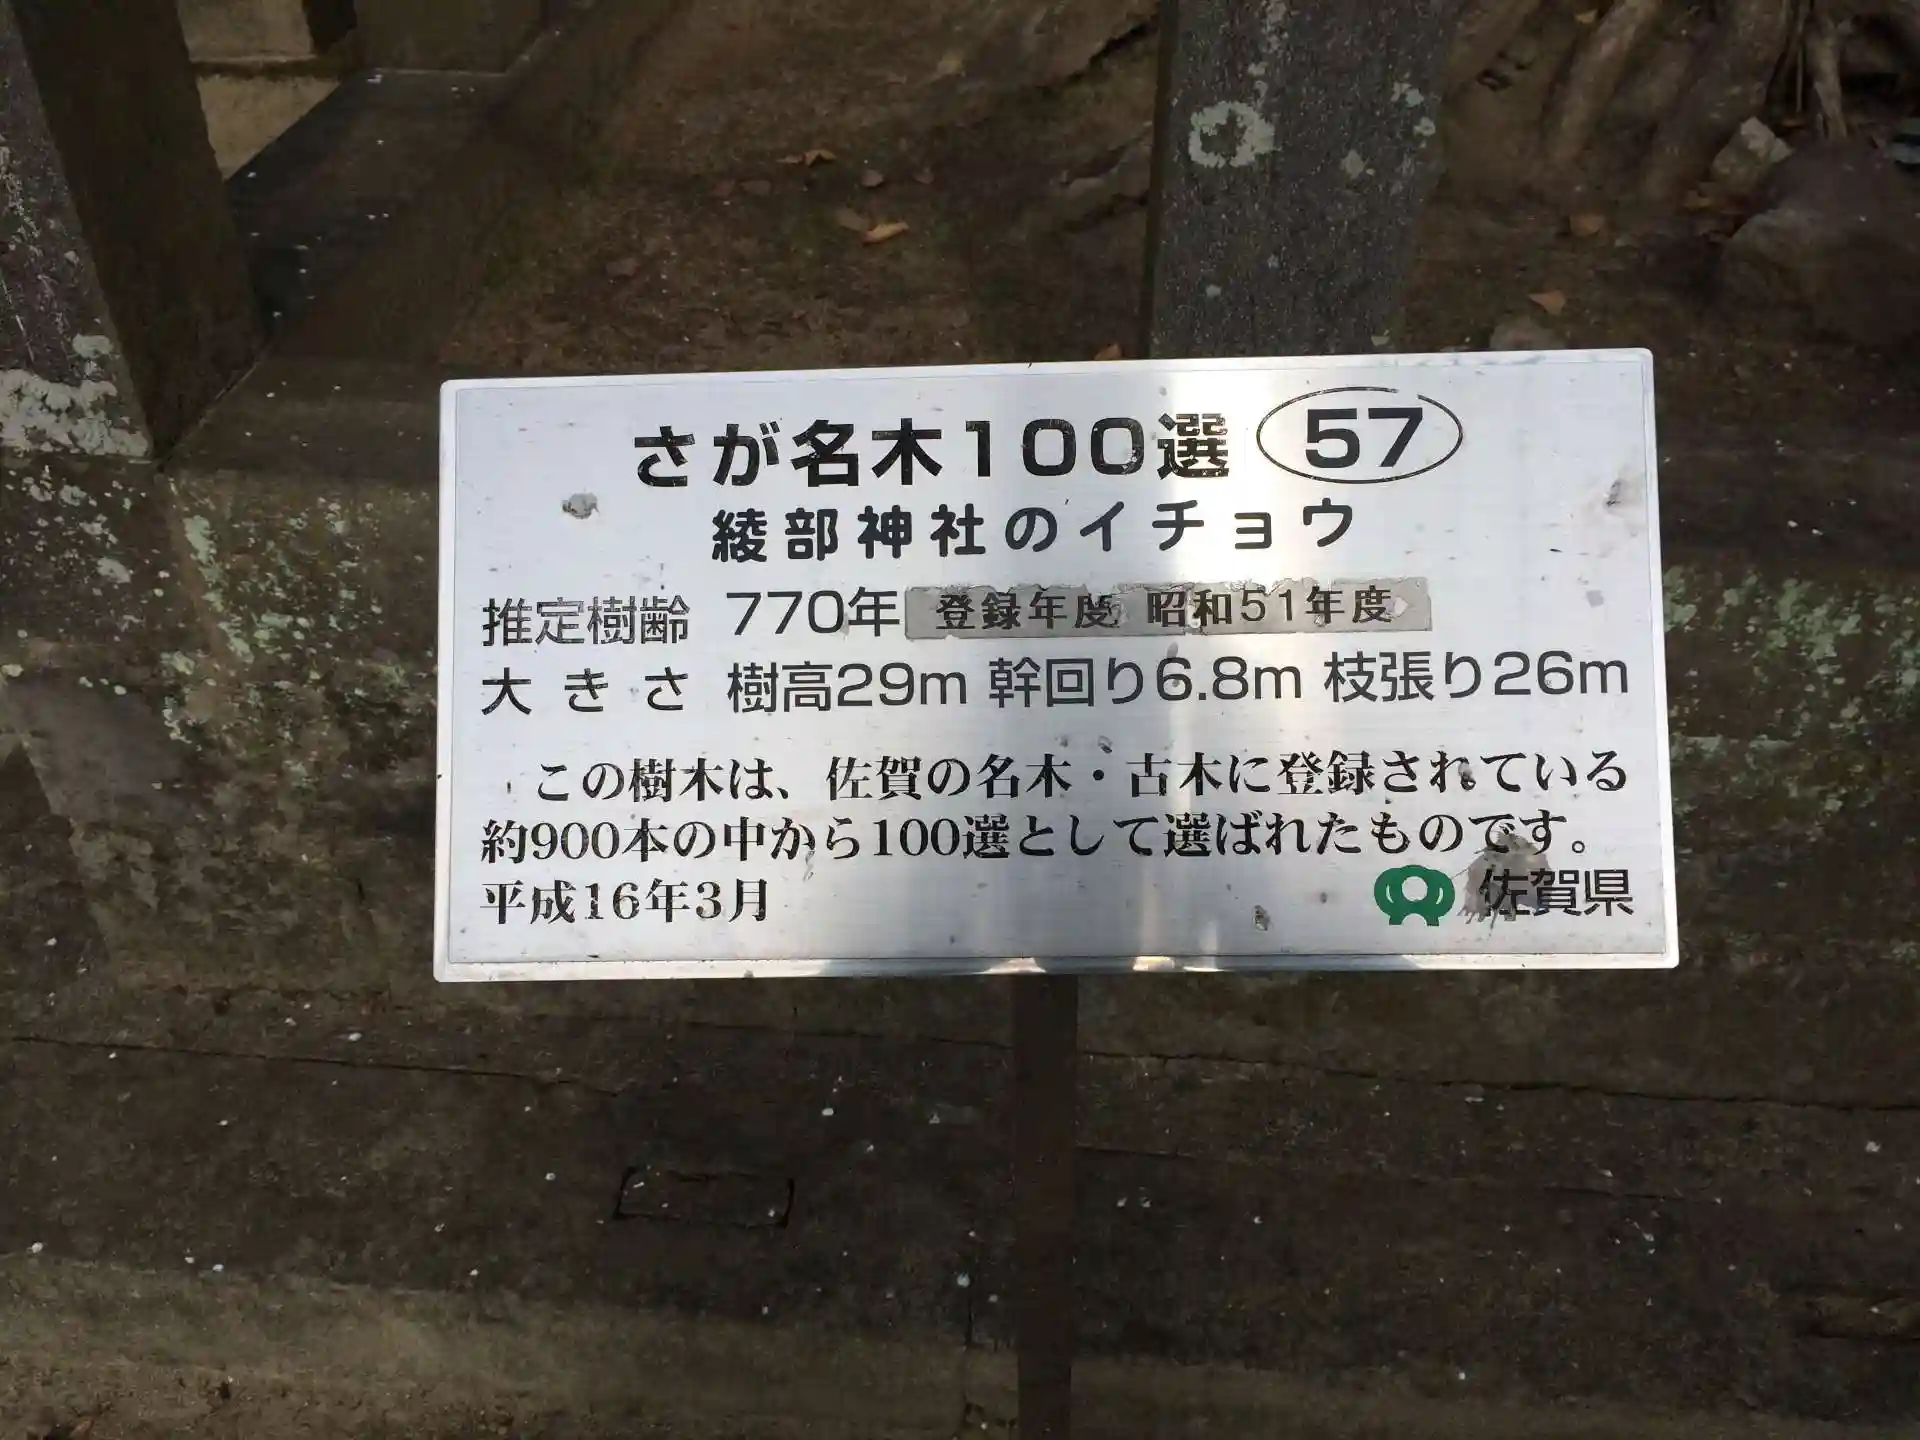 さが名木100選 57
綾部神社のイチョウ
推定樹齢 770年 登録年度 昭和51年度
大きさ 樹高29m 幹回り6.8m 枝張り26m
この樹木は、佐賀の名木・古木に登録されている
約900本の中から100選として選ばれたものです。
平成16年3月 佐賀県